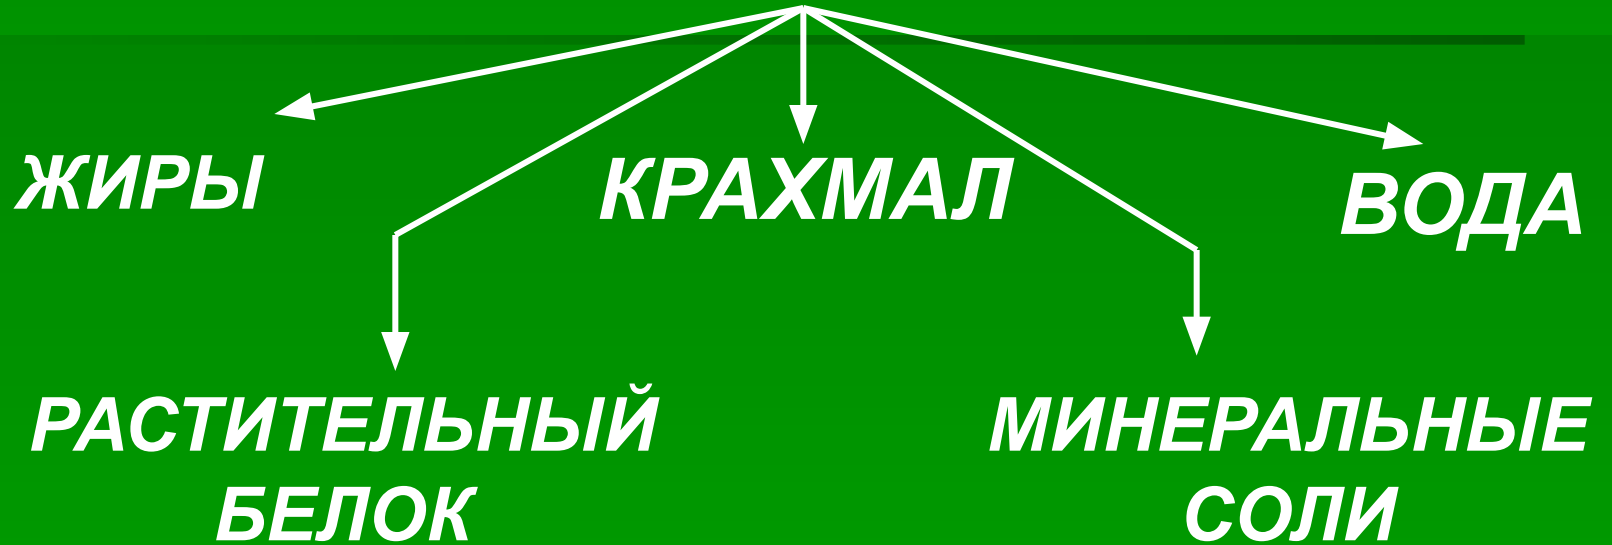 ЖИРЫ
КРАХМАЛ
ВОДА
РАСТИТЕЛЬНЫЙ
БЕЛОК
МИНЕРАЛЬНЫЕ
СОЛИ